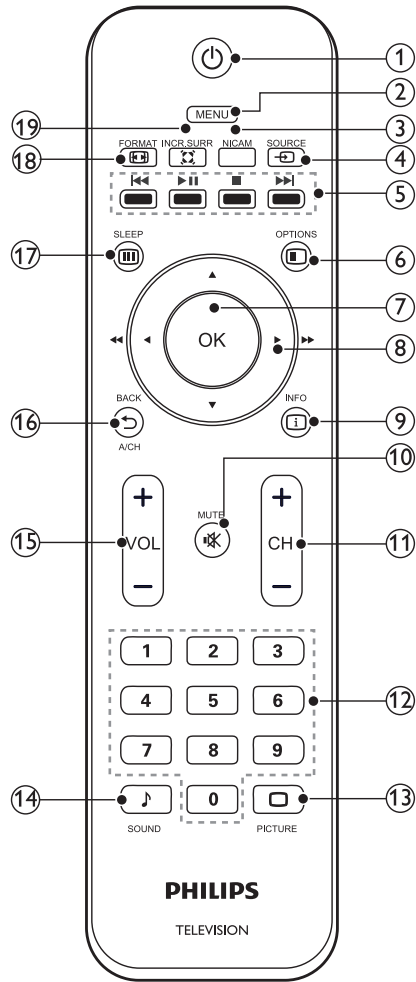 1
MENU
2
19
3
FORMAT INCR.SURR NICAM SOURCE
18
4
5
SLEEP OPTIONS
17
6
7
OK
8
BACK INFO
16
i
9
A/CH
10
+ +
MUTE
15
VOL CH
11
- -
1 2 3
4 5 6
12
7 8 9
14
0
13
SOUND PICTURE
PHILIPS
TELEVISION